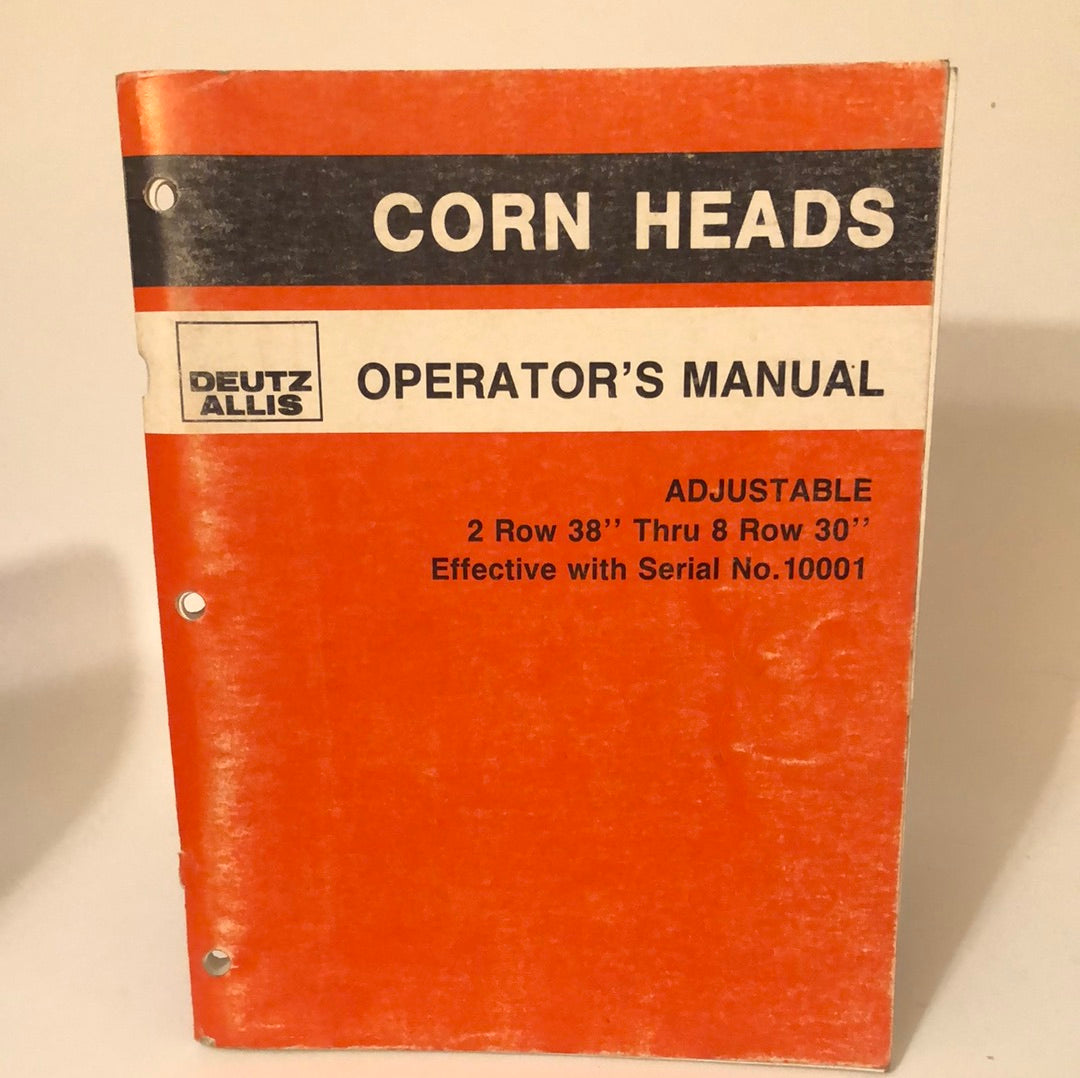 CORN HEADS
DEUTZ
ALLIS
OPERATOR'S MANUAL
ADJUSTABLE
2 Row 38'' Thru 8 Row 30''
Effective with Serial No.10001